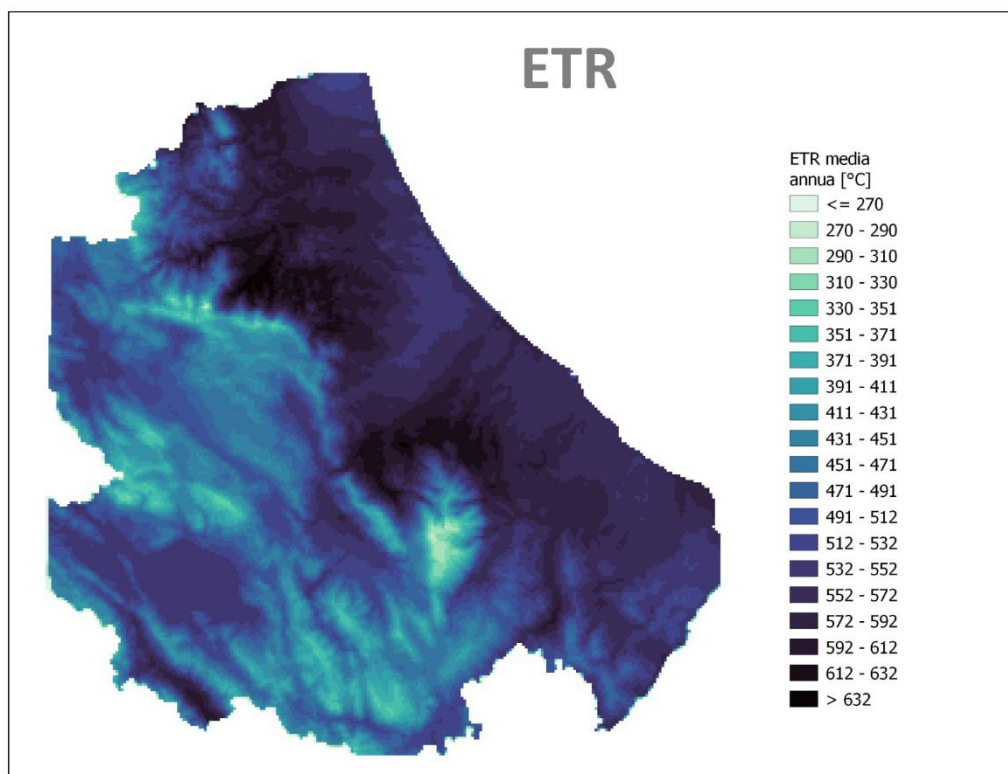 ETR
ETR media
annua [°C]
<= 270
270 - 290
290 - 310
310 - 330
330 - 351
351 - 371
371 - 391
391 - 411
411 - 431
431 - 451
451 - 471
471 - 491
491 - 512
512 - 532
532 - 552
552 - 572
572 - 592
592 - 612
612 - 632
> 632